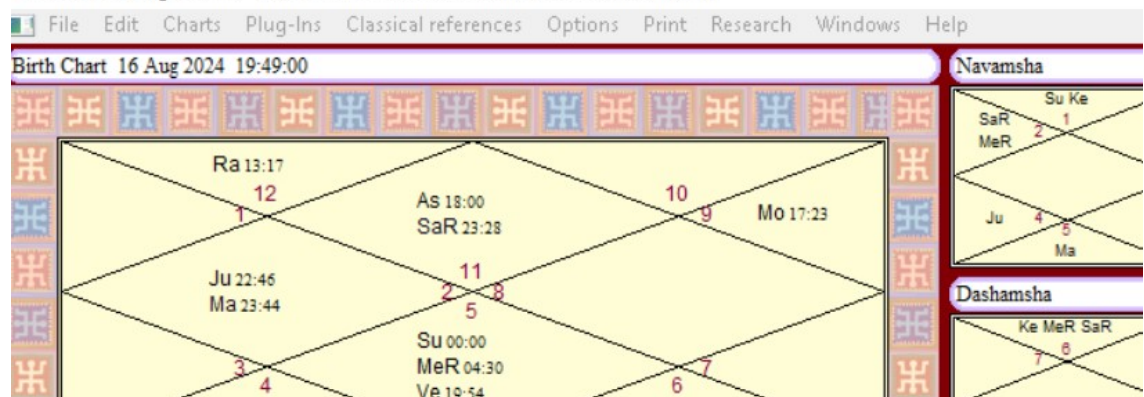 File Edit Charts Plug-Ins Classical references Options Print Research Windows Help
Birth Chart 16 Aug 2024 19:49:00
Navamsha
Su Ke
SaR 2 1
MeR
Ra 13:17
12
1
As 18:00
SaR 23:28
10
9
Mo 17:23
Ju 4
5
Ma
Ju 22:46
Ma 23:44
11
2 8
5
Dashamsha
Ke MeR SaR
7 6
Su 00:00
MeR 04:30
Ve 19:54
3
4
7
6